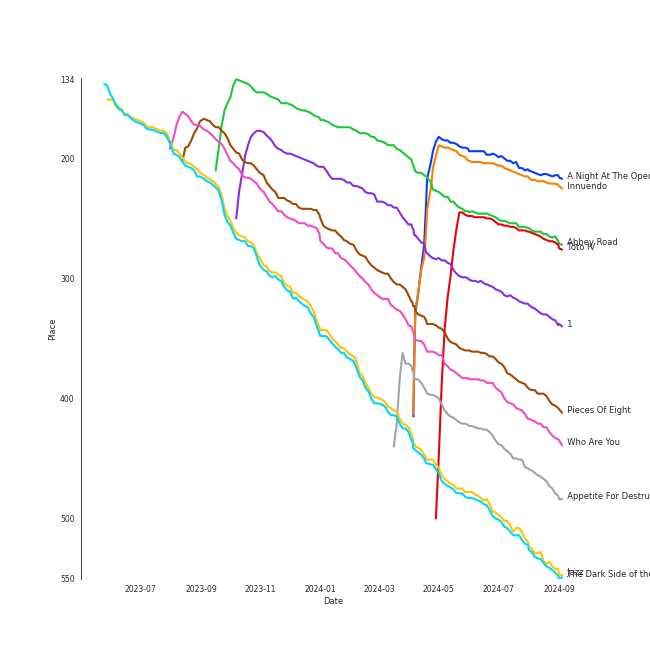 134
200
300
400
500
550
Place
2023-07
2023-09
2023-11
2024-01
2024-03
2024-05
2024-07
2024-09
Date
A Night At The Oper
Innuendo
Abbey Road
Toto IV
1
Pieces Of Eight
Who Are You
Appetite For Destru
Jazz
The Dark Side of the